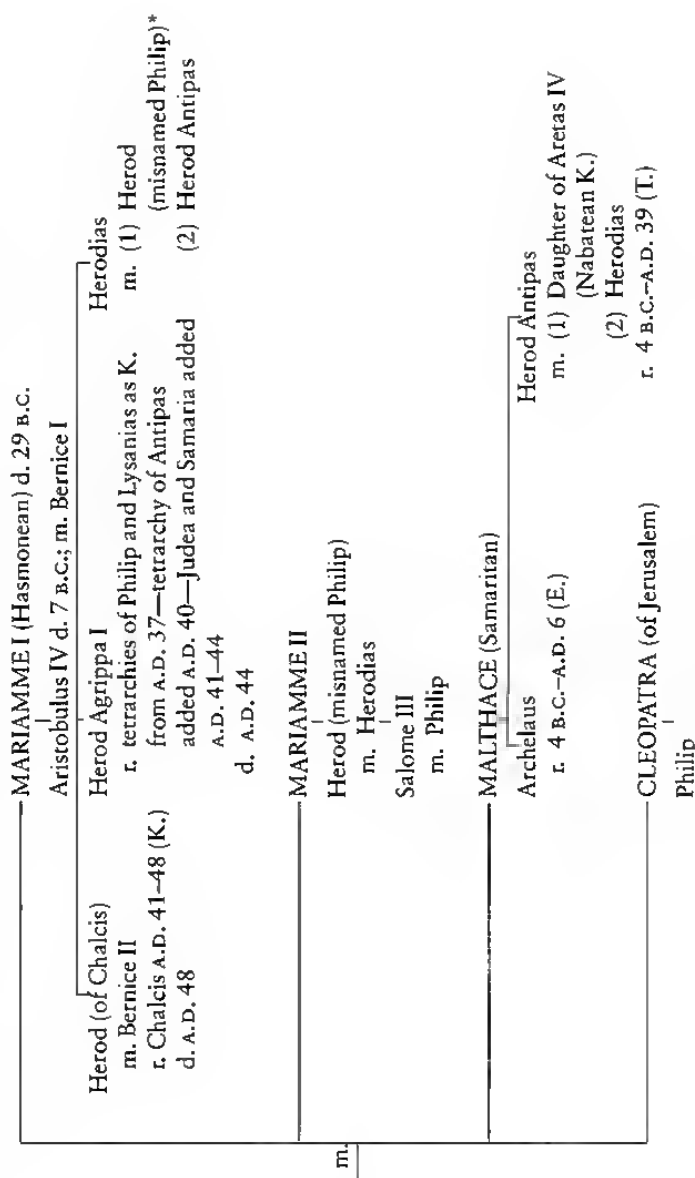 m.
MARIAMME I (Hasmonean) d. 29 B.C.
Aristobulus IV d. 7 B.C.; m. Bernice I
Herod (of Chalcis)
m. Bernice II
r. Chalcis A.D. 41–48 (K.)
d. A.D. 48
Herod Agrippa I
r. tetrarchies of Philip and Lysanias as K.
from A.D. 37—tetrarchy of Antipas
added A.D. 40—Judea and Samaria added
A.D. 41–44
d. A.D. 44
Herodias
m. (1) Herod
(misnamed Philip)*
(2) Herod Antipas
MARIAMME II
Herod (misnamed Philip)
m. Herodias
Salome III
m. Philip
MALTHACE (Samaritan)
Archelaus
r. 4 B.C.–A.D. 6 (E.)
Herod Antipas
m. (1) Daughter of Aretas IV
(Nabatean K.)
(2) Herodias
r. 4 B.C.–A.D. 39 (T.)
CLEOPATRA (of Jerusalem)
Philip